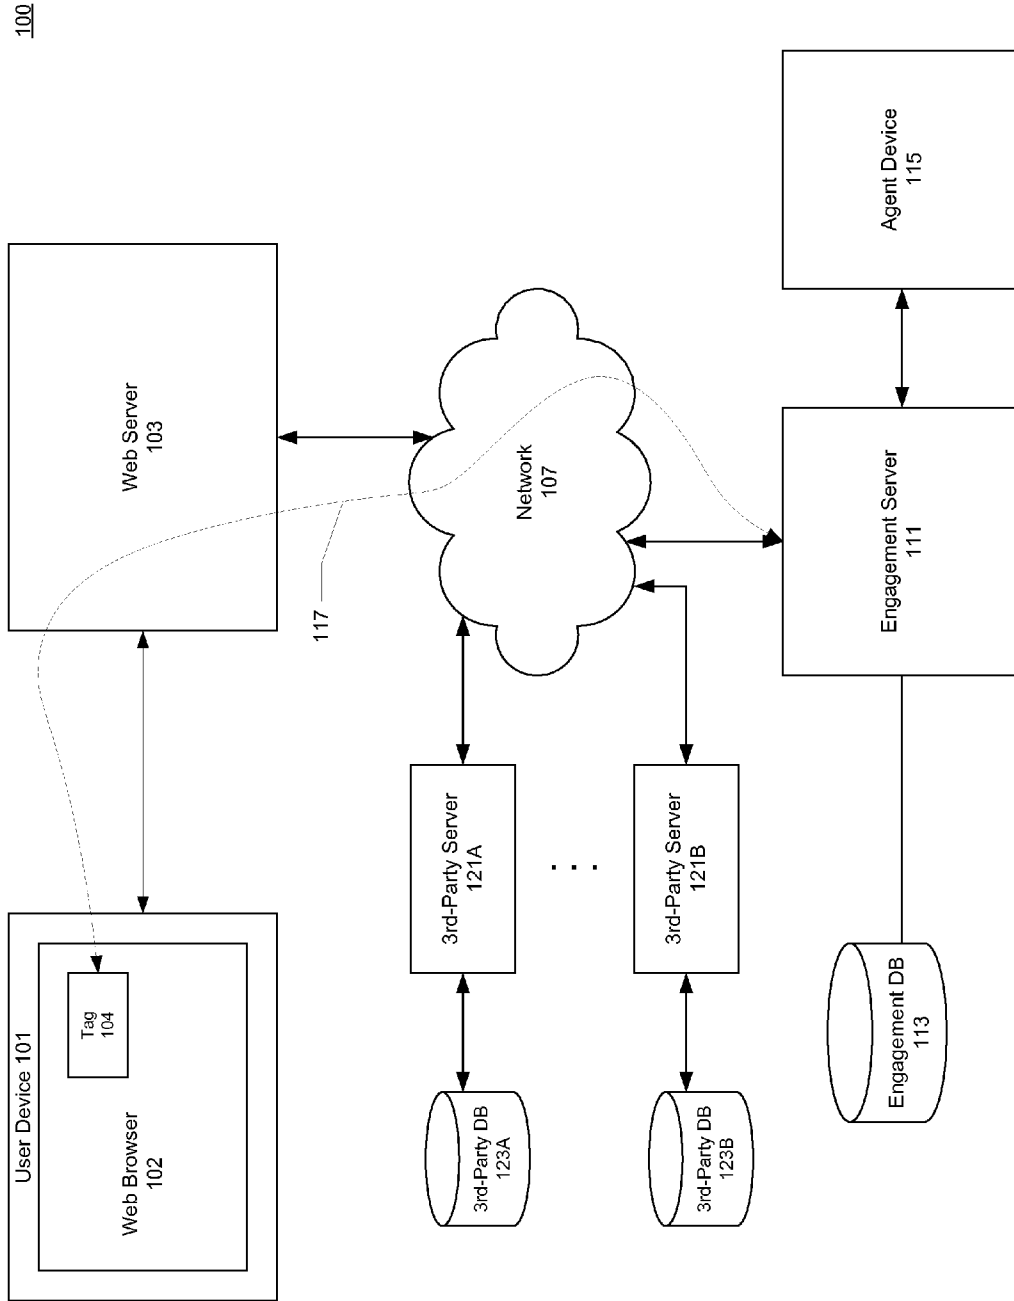 100
User Device 101
Web Browser
102
Tag
104
Web Server
103
117
3rd-Party DB
123A
3rd-Party Server
121A
Network
107
. . .
3rd-Party DB
123B
3rd-Party Server
121B
Engagement DB
113
Engagement Server
111
Agent Device
115